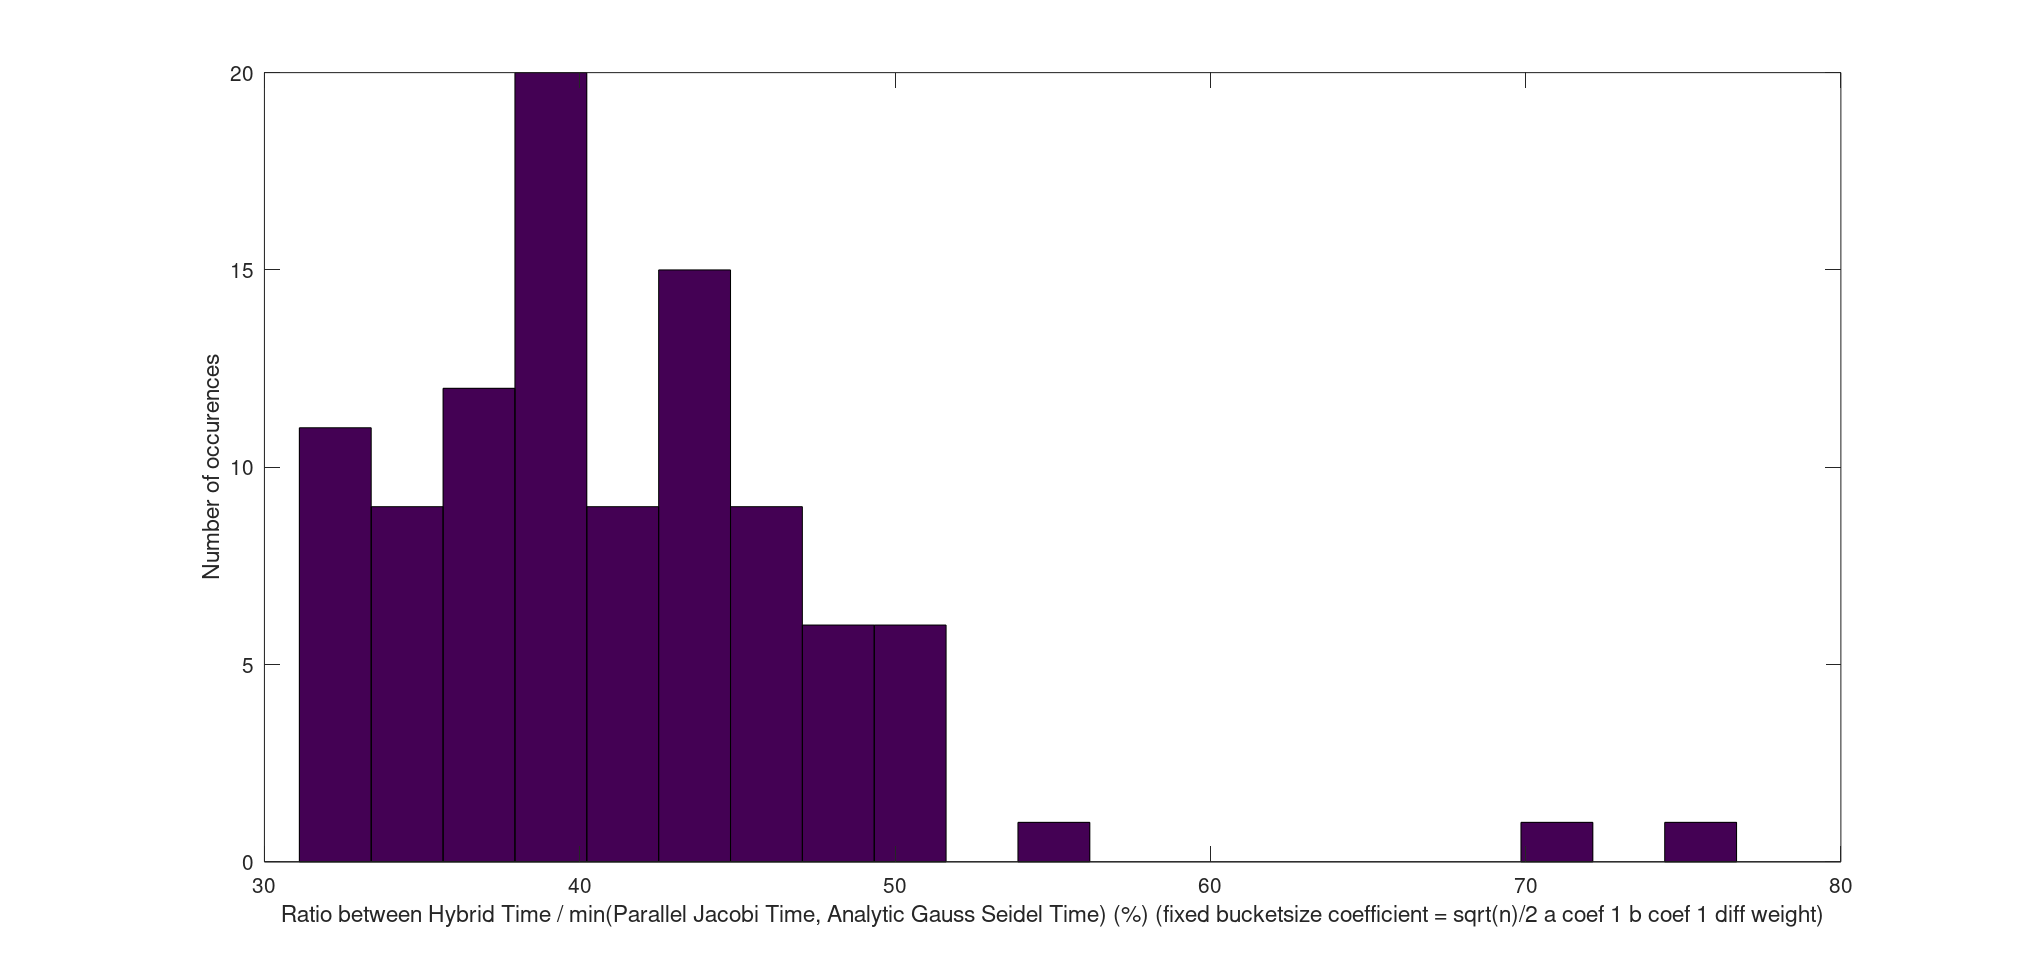 20
15
10
5
0
Number of occurences
30 40 50 60 70 80
Ratio between Hybrid Time / min(Parallel Jacobi Time, Analytic Gauss Seidel Time) (%) (fixed bucketsize coefficient = sqrt(n)/2 a coef 1 b coef 1 diff weight)